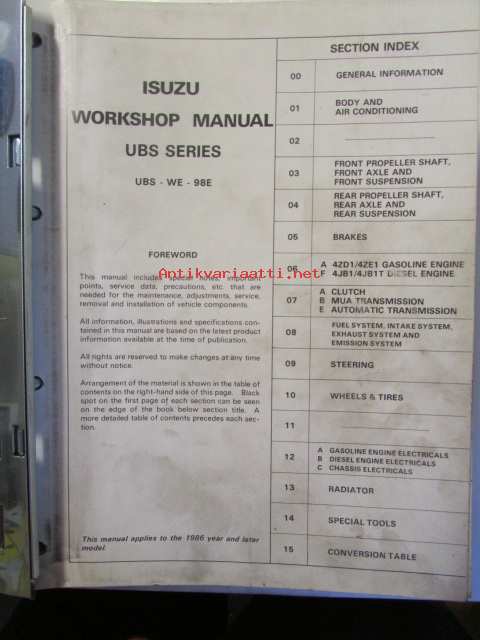 ISUZU
WORKSHOP MANUAL
UBS SERIES
UBS - WE - 98E
FOREWORD
This manual includes special notes, important
points, service data, precautions, etc. that are
needed for the maintenance, adjustments, service,
removal and installation of vehicle components.
All information, illustrations and specifications con-
tained in this manual are based on the latest product
information available at the time of publication.
All rights are reserved to make changes at any time
without notice.
Arrangement of the material is shown in the table of
contents on the right-hand side of this page. Black
spot on the first page of each section can be seen
on the edge of the book below section title. A
more detailed table of contents precedes each sec-
tion.
This manual applies to the 1986 year and later
model.
SECTION INDEX
00 GENERAL INFORMATION
01 BODY AND
AIR CONDITIONING
02
03 FRONT PROPELLER SHAFT,
FRONT AXLE AND
FRONT SUSPENSION
04 REAR PROPELLER SHAFT,
REAR AXLE AND
REAR SUSPENSION
05 BRAKES
06 A 4ZD1/4ZE1 GASOLINE ENGINE
F 4JB1/4JB1T DIESEL ENGINE
07 A CLUTCH
B MUA TRANSMISSION
E AUTOMATIC TRANSMISSION
08 FUEL SYSTEM, INTAKE SYSTEM,
EXHAUST SYSTEM AND
EMISSION SYSTEM
09 STEERING
10 WHEELS & TIRES
11
12 A GASOLINE ENGINE ELECTRICALS
B DIESEL ENGINE ELECTRICALS
C CHASSIS ELECTRICALS
13 RADIATOR
14 SPECIAL TOOLS
15 CONVERSION TABLE
Antikvariaatti.net